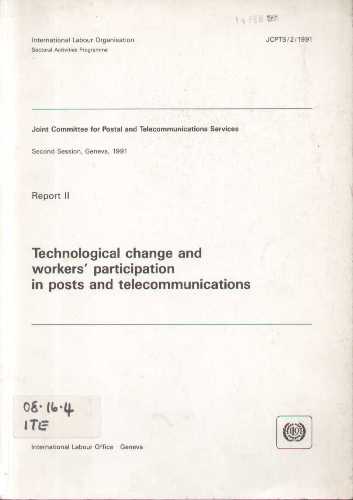 International Labour Organisation
Sectoral Activities Programme
JCPTS/2/1991
Joint Committee for Postal and Telecommunications Services
Second Session, Geneva, 1991
Report II
Technological change and
workers' participation
in posts and telecommunications
08.16.4
ITE
International Labour Office Geneva